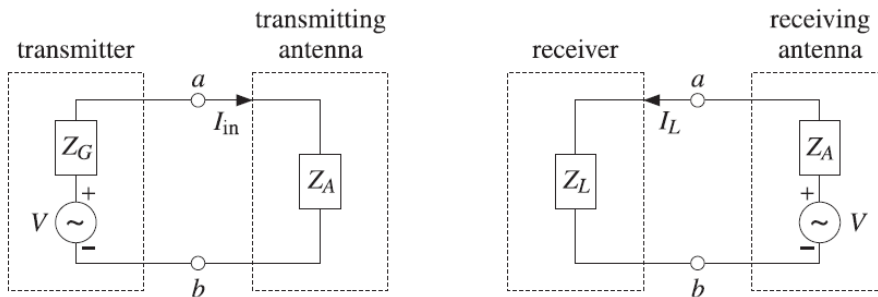 transmitter
transmitting
antenna
a
I_in
Z_G
+
V
~
−
Z_A
b
receiver
receiving
antenna
a
I_L
Z_L
Z_A
+
~
V
−
b